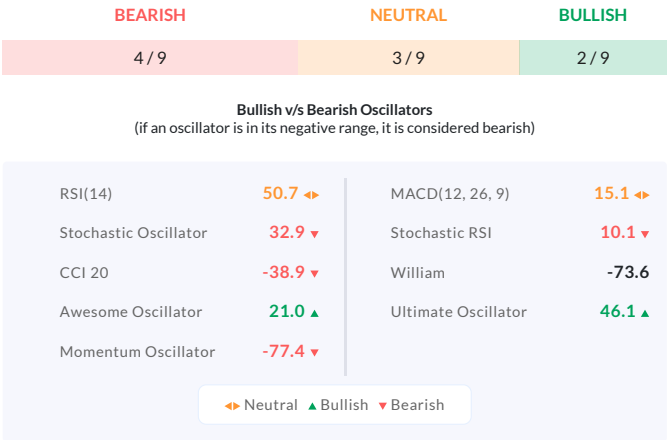 BEARISH NEUTRAL BULLISH
4 / 9 3 / 9 2 / 9
Bullish v/s Bearish Oscillators
(if an oscillator is in its negative range, it is considered bearish)
RSI(14) 50.7 MACD(12, 26, 9) 15.1
Stochastic Oscillator 32.9 Stochastic RSI 10.1
CCI 20 -38.9 William -73.6
Awesome Oscillator 21.0 Ultimate Oscillator 46.1
Momentum Oscillator -77.4
Neutral Bullish Bearish